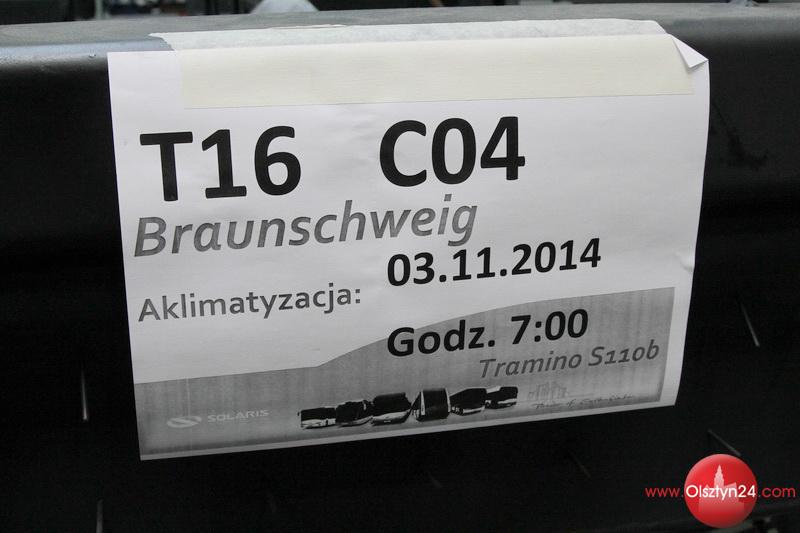 T16 C04
Braunschweig
Aklimatyzacja: 03.11.2014
Godz. 7:00
Tramino S110b
SOLARIS
www.Olsztyn24.com